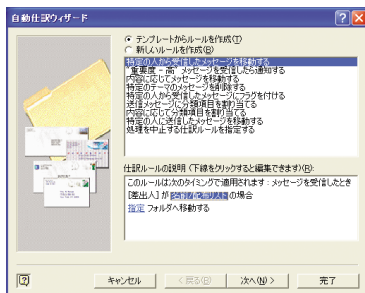 自動仕訳ウィザード
テンプレートからルールを作成(T)
新しいルールを作成(B)
特定の人から受信したメッセージを移動する
"重要度 - 高" メッセージを受信したら通知する
内容に応じてメッセージを移動する
特定のテーマのメッセージを削除する
特定の人から受信したメッセージにフラグを付ける
送信メッセージに分類項目を割り当てる
内容に応じて分類項目を割り当てる
特定の人に送信したメッセージを移動する
処理を中止する仕訳ルールを指定する
仕訳ルールの説明 (下線をクリックすると編集できます)(R):
このルールは次のタイミングで適用されます : メッセージを受信したとき
[差出人] が 名前/配布リスト の場合
指定 フォルダへ移動する
キャンセル
< 戻る(B)
次へ(N) >
完了